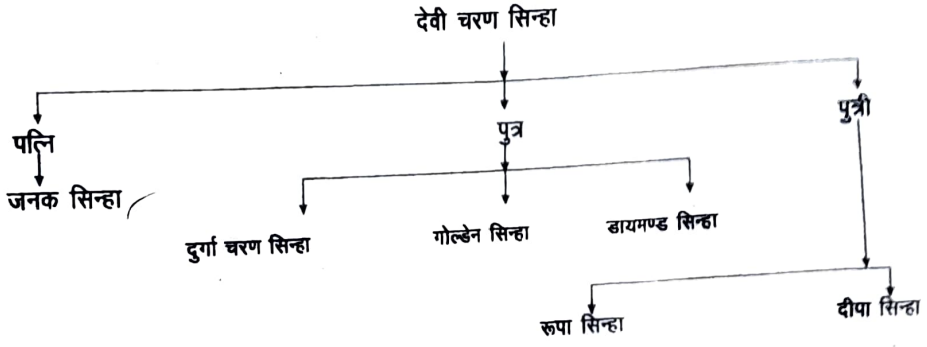 देवी चरण सिन्हा
पत्नि
पुत्र
पुत्री
जनक सिन्हा
दुर्गा चरण सिन्हा
गोल्डेन सिन्हा
डायमण्ड सिन्हा
रूपा सिन्हा
दीपा सिन्हा